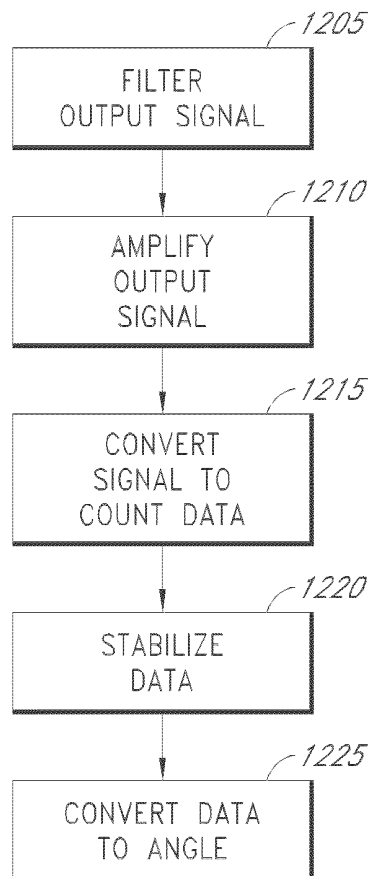 1205
FILTER
OUTPUT SIGNAL
1210
AMPLIFY
OUTPUT
SIGNAL
1215
CONVERT
SIGNAL TO
COUNT DATA
1220
STABILIZE
DATA
1225
CONVERT DATA
TO ANGLE